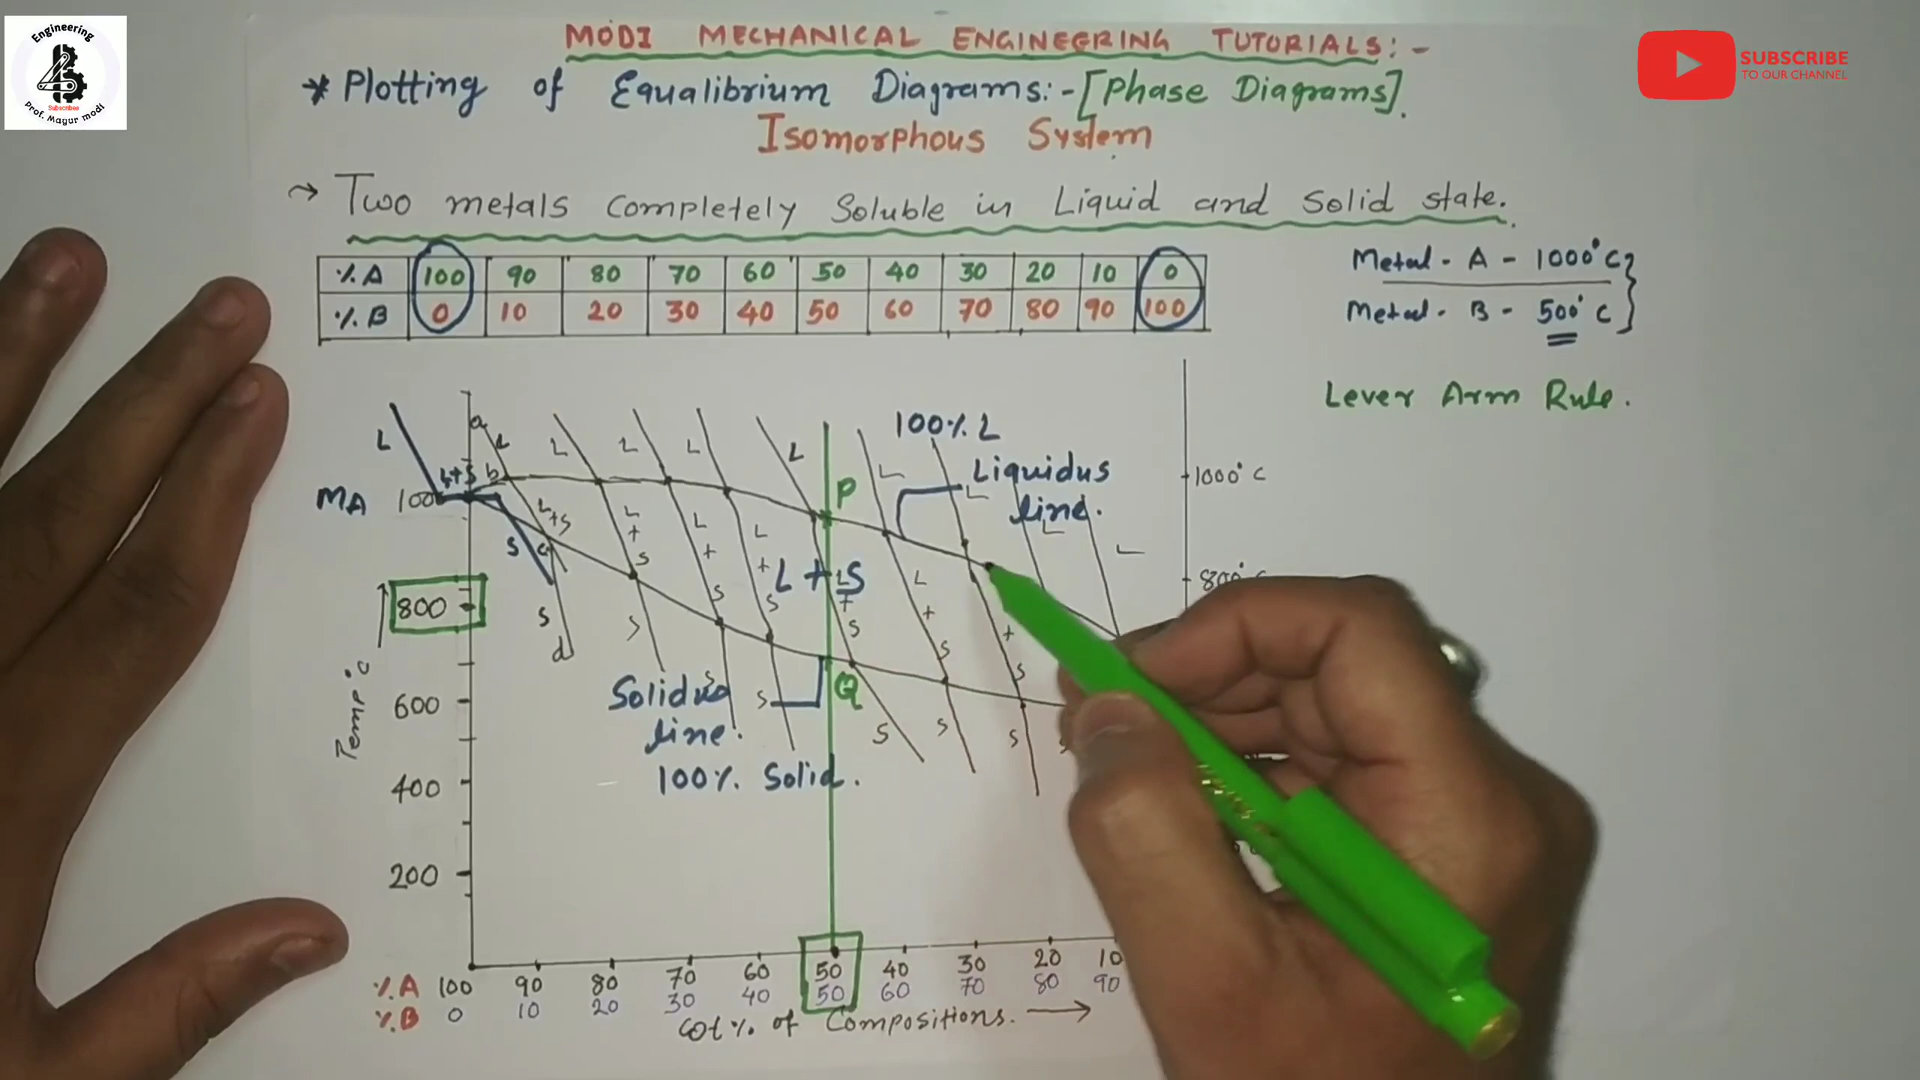 Engineering
Subscribe
Prof. Mayur modi
SUBSCRIBE
TO OUR CHANNEL
MODI MECHANICAL ENGINEERING TUTORIALS:-
* Plotting of Equalibrium Diagrams:-[Phase Diagrams].
Isomorphous System
→ Two metals completely Soluble in Liquid and Solid state.
%A 100 90 80 70 60 50 40 30 20 10 0
%B 0 10 20 30 40 50 60 70 80 90 100
Metal - A - 1000°C
Metal - B - 500°C
Lever Arm Rule.
100% L
Liquidus
line.
L a L L L L L L L L L
L+S b
MA 100
1000°C
800°C
P
L+S
L+S
L+S
L+S
L+S
L+S
L+S
L + S
S c
S
d
800
Temp°c
600
400
200
Q
Solidus
line.
100% Solid.
S S S S S S S
%A 100 90 80 70 60 50 40 30 20 10
%B 0 10 20 30 40 50 60 70 80 90
wt% of Compositions. →